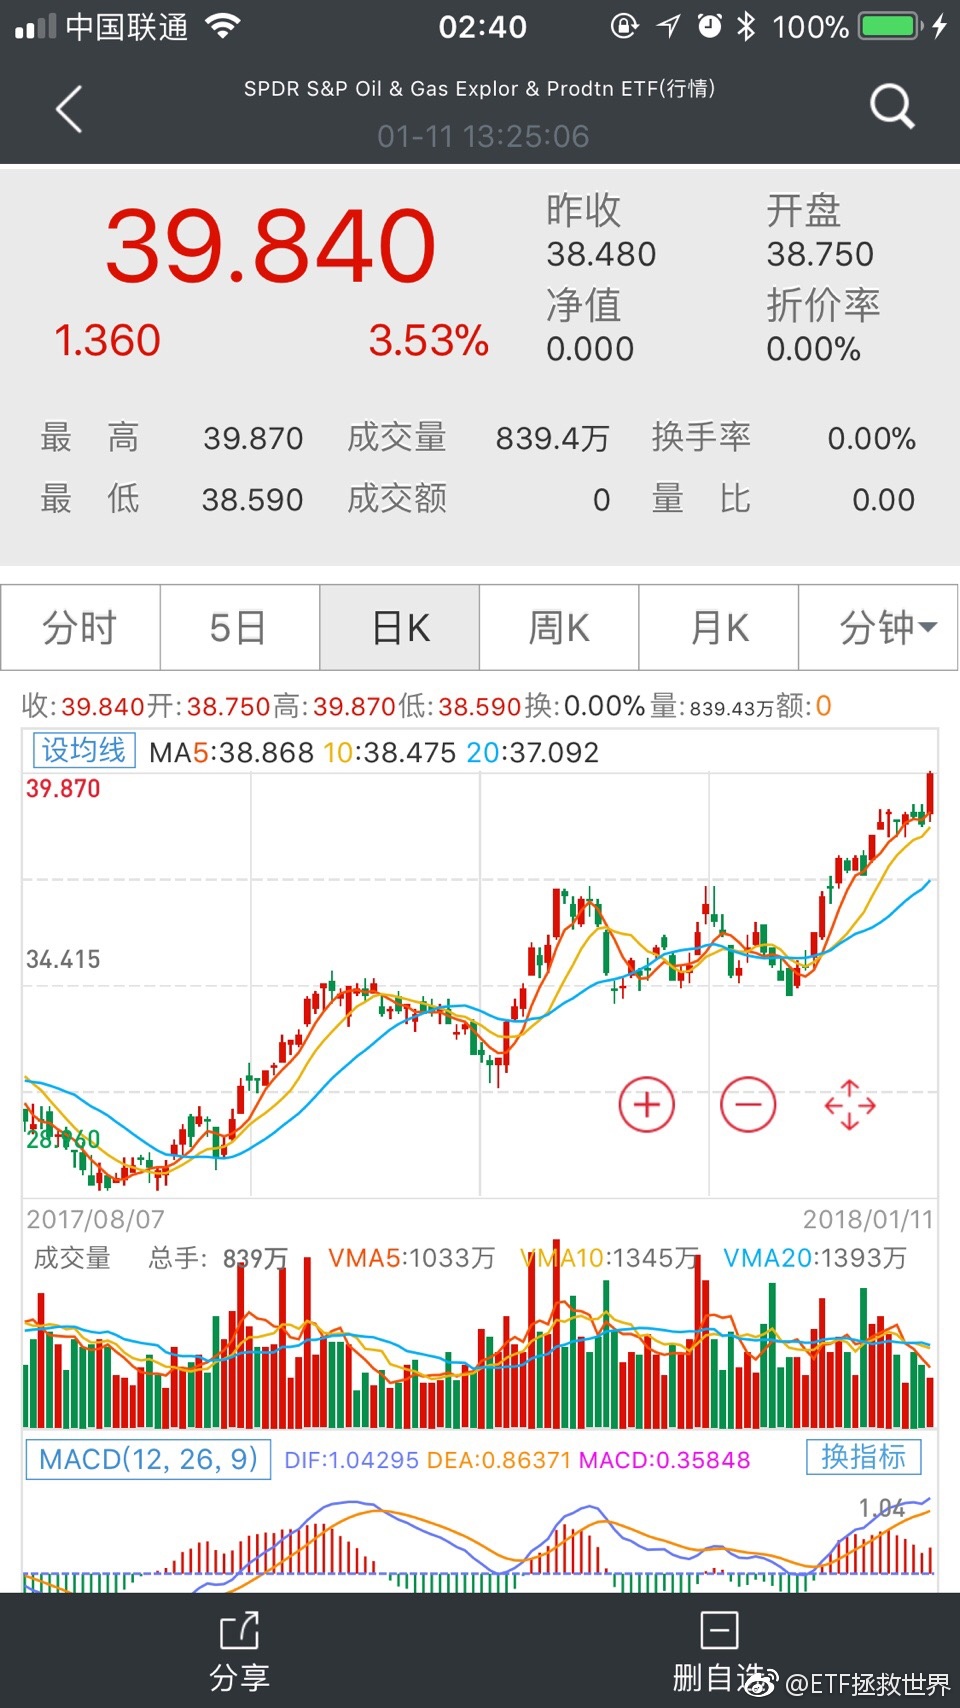 中国联通 02:40 100%
SPDR S&P Oil & Gas Explor & Prodtn ETF(行情)
01-11 13:25:06
39.840
1.360 3.53%
昨收 开盘
38.480 38.750
净值 折价率
0.000 0.00%
最高 39.870 成交量 839.4万 换手率 0.00%
最低 38.590 成交额 0 量比 0.00
分时 5日 日K 周K 月K 分钟
收:39.840开:38.750高:39.870低:38.590换:0.00%量:839.43万额:0
设均线 MA5:38.868 10:38.475 20:37.092
39.870
34.415
28.960
2017/08/07 2018/01/11
成交量 总手: 839万 VMA5:1033万 VMA10:1345万 VMA20:1393万
MACD(12, 26, 9) DIF:1.04295 DEA:0.86371 MACD:0.35848 换指标
1.04
分享 删自选
@ETF拯救世界